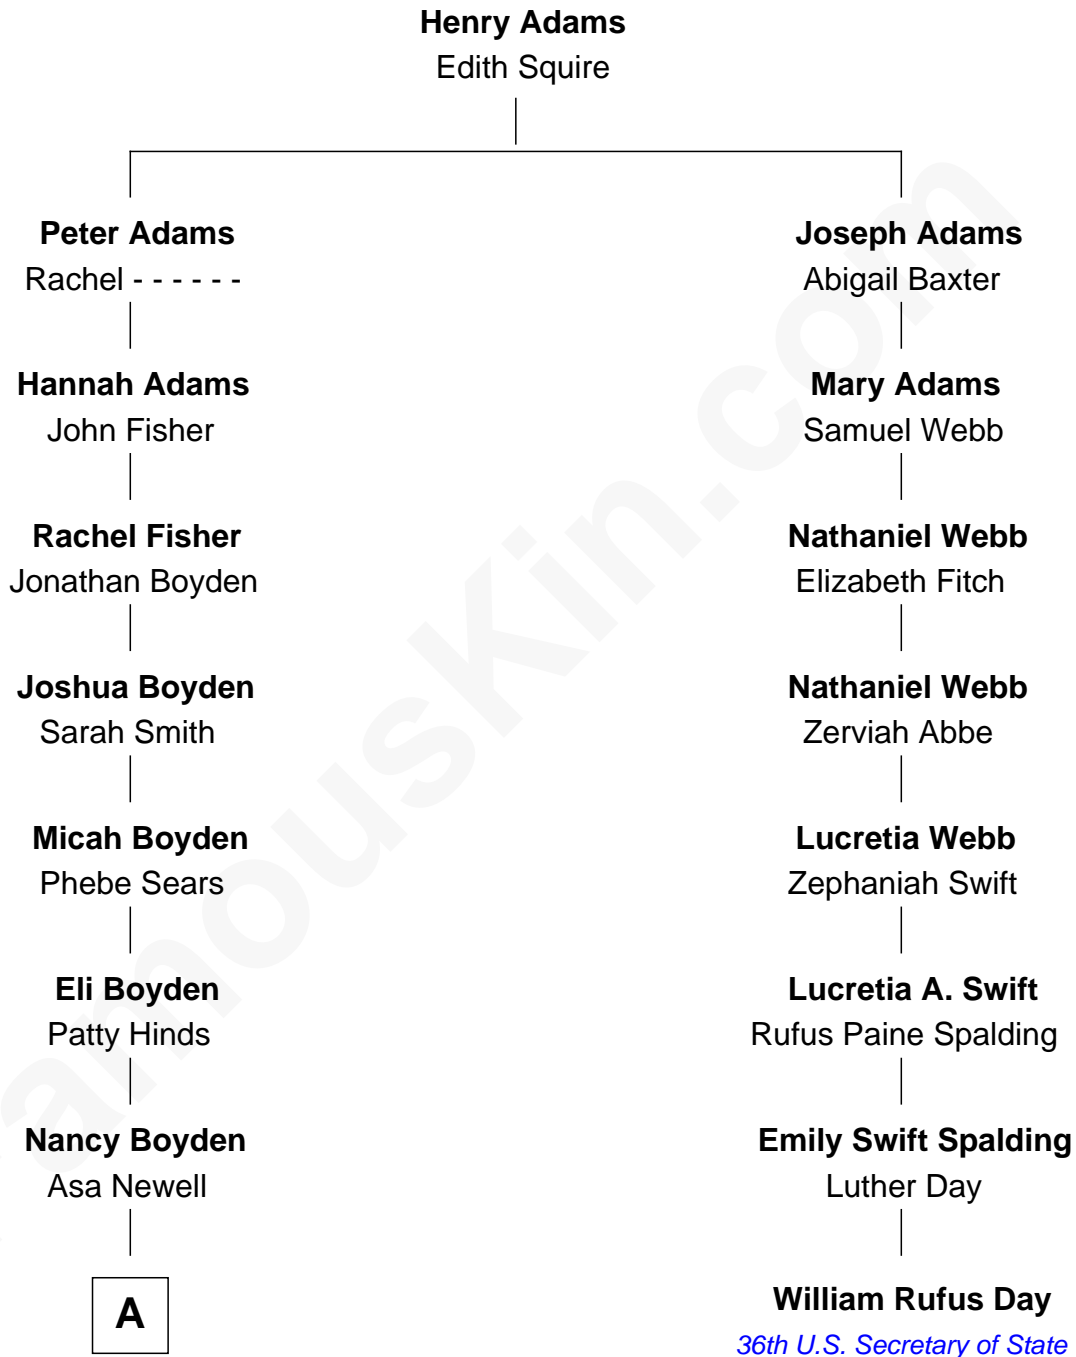 Henry Adams
Edith Squire
Peter Adams
Rachel - - - - - -
Joseph Adams
Abigail Baxter
Hannah Adams
John Fisher
Mary Adams
Samuel Webb
Rachel Fisher
Jonathan Boyden
Nathaniel Webb
Elizabeth Fitch
Joshua Boyden
Sarah Smith
Nathaniel Webb
Zerviah Abbe
Micah Boyden
Phebe Sears
Lucretia Webb
Zephaniah Swift
Eli Boyden
Patty Hinds
Lucretia A. Swift
Rufus Paine Spalding
Nancy Boyden
Asa Newell
Emily Swift Spalding
Luther Day
A
William Rufus Day
36th U.S. Secretary of State
amousKin.com